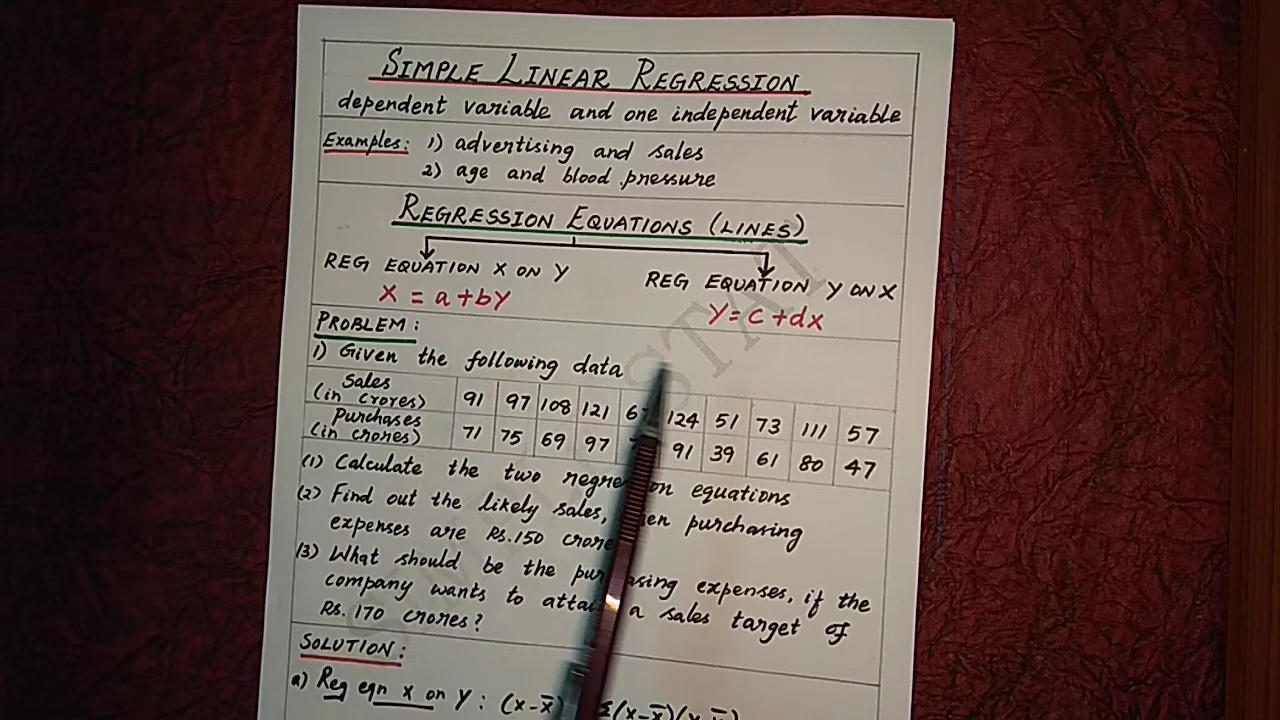 SIMPLE LINEAR REGRESSION
dependent variable and one independent variable
Examples: 1) advertising and sales
2) age and blood pressure
REGRESSION EQUATIONS (LINES)
REG EQUATION X ON Y REG EQUATION Y ON X
X = a+bY Y = c+dX
PROBLEM:
1) Given the following data
Sales (in crores) 91 97 108 121 124 51 73 111 57
Purchases (in crores) 71 75 69 97 91 39 61 80 47
(1) Calculate the two equations
(2) Find out the likely sales, purchasing
expenses are Rs.150
(3) What should be the expenses, if the
company wants to a sales target of
Rs. 170 crores?
SOLUTION:
a) Reg eqn x on Y: (x-x̄)